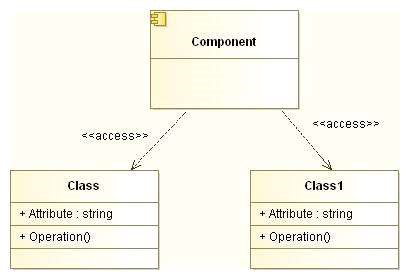 Component
<<access>>
<<access>>
Class
+ Attribute : string
+ Operation()
Class1
+ Attribute : string
+ Operation()